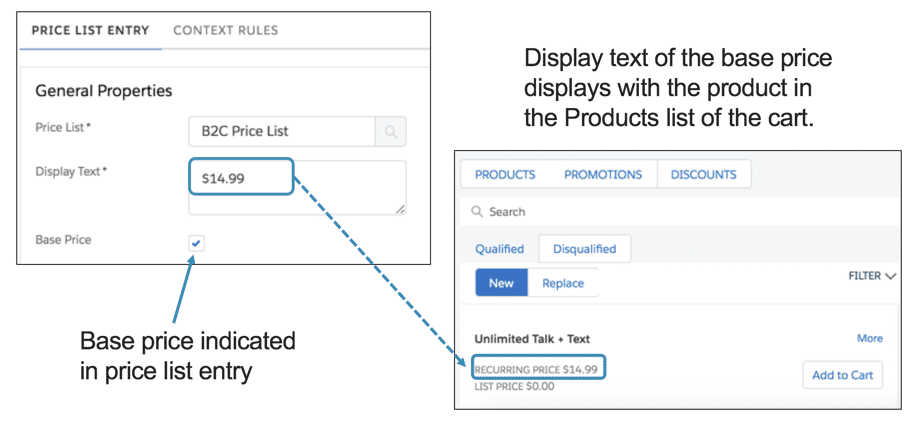 PRICE LIST ENTRY
CONTEXT RULES
General Properties
Price List*
B2C Price List
Display Text*
$14.99
Base Price
Base price indicated
in price list entry
Display text of the base price
displays with the product in
the Products list of the cart.
PRODUCTS
PROMOTIONS
DISCOUNTS
Search
Qualified
Disqualified
New
Replace
FILTER
Unlimited Talk + Text
More
RECURRING PRICE $14.99
LIST PRICE $0.00
Add to Cart